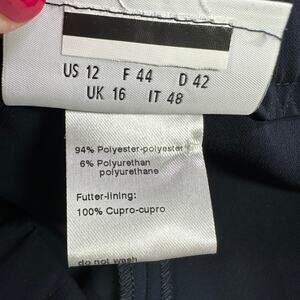 US 12 F 44 D 42
UK 16 IT 48
94% Polyester-polyester
6% Polyurethan
polyurethane
Futter-lining:
100% Cupro-cupro
do not wash